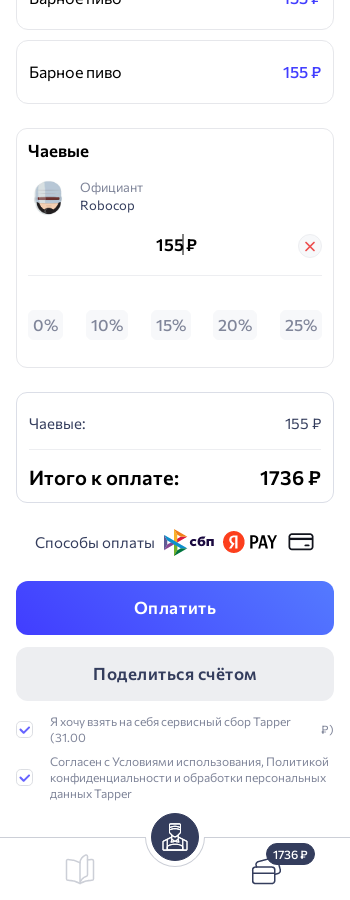 Барное пиво 155 ₽
Барное пиво 155 ₽
Чаевые
Официант
Robocop
155 ₽
0% 10% 15% 20% 25%
Чаевые: 155 ₽
Итого к оплате: 1736 ₽
Способы оплаты сбп Я PAY
Оплатить
Поделиться счётом
Я хочу взять на себя сервисный сбор Tapper
(31.00 ₽)
Согласен с Условиями использования, Политикой
конфиденциальности и обработки персональных
данных Tapper
1736 ₽